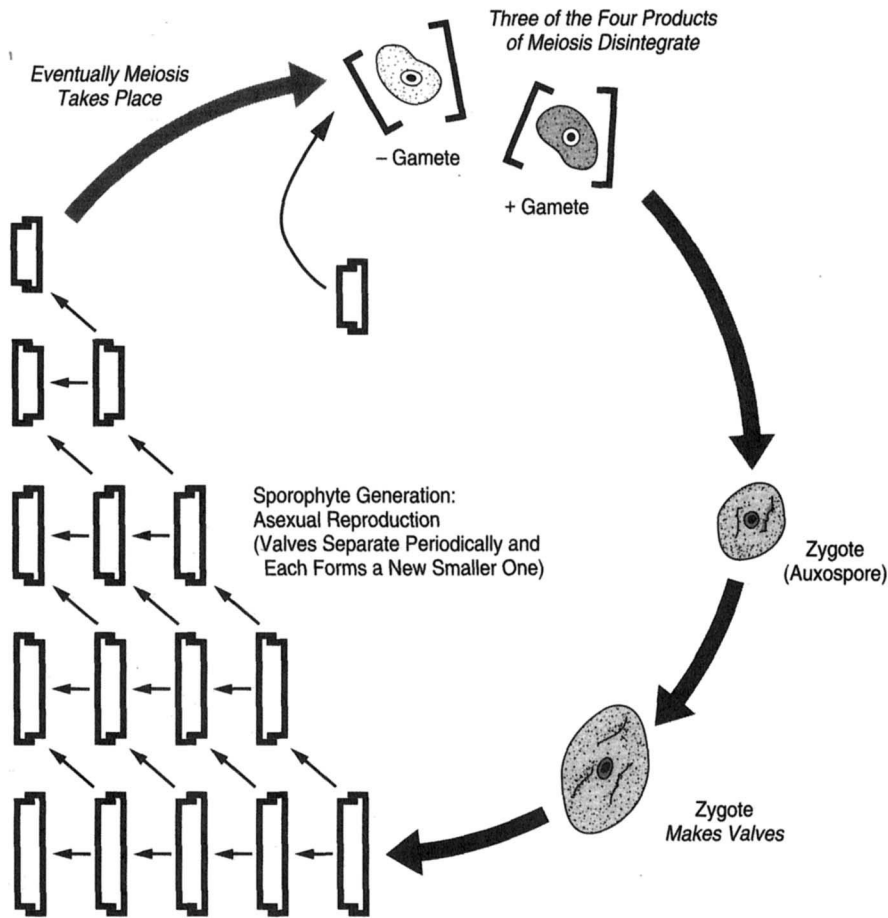 Three of the Four Products
of Meiosis Disintegrate
Eventually Meiosis
Takes Place
– Gamete
+ Gamete
Sporophyte Generation:
Asexual Reproduction
(Valves Separate Periodically and
Each Forms a New Smaller One)
Zygote
(Auxospore)
Zygote
Makes Valves